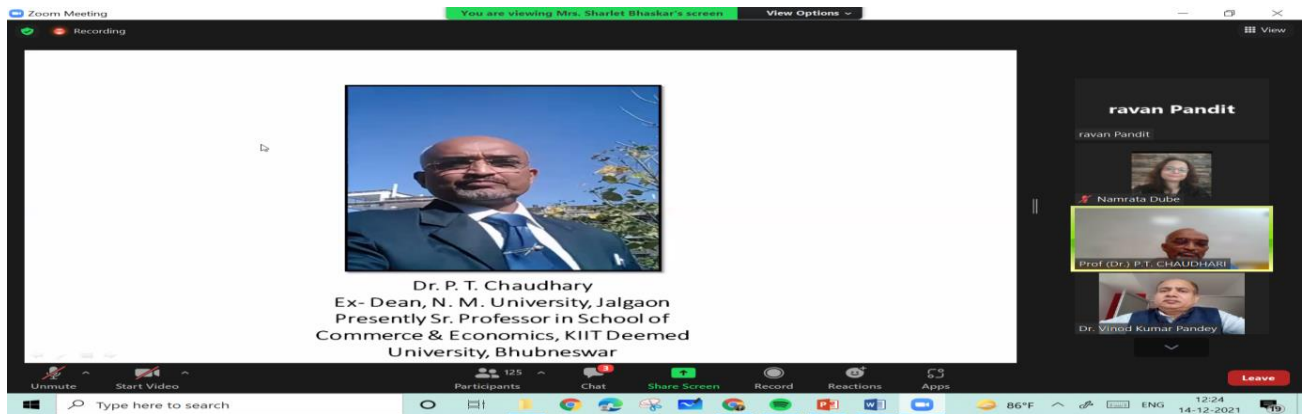 Zoom Meeting
You are viewing Mrs. Sharlet Bhaskar's screen
View Options
Recording
View
Dr. P. T. Chaudhary
Ex- Dean, N. M. University, Jalgaon
Presently Sr. Professor in School of
Commerce & Economics, KIIT Deemed
University, Bhubneswar
ravan Pandit
ravan Pandit
Namrata Dube
Prof (Dr.) P.T. CHAUDHARI
Dr. Vinod Kumar Pandey
Unmute
Start Video
125
Participants
3
Chat
Share Screen
Record
Reactions
Apps
Leave
Type here to search
86°F
ENG
12:24
14-12-2021
19